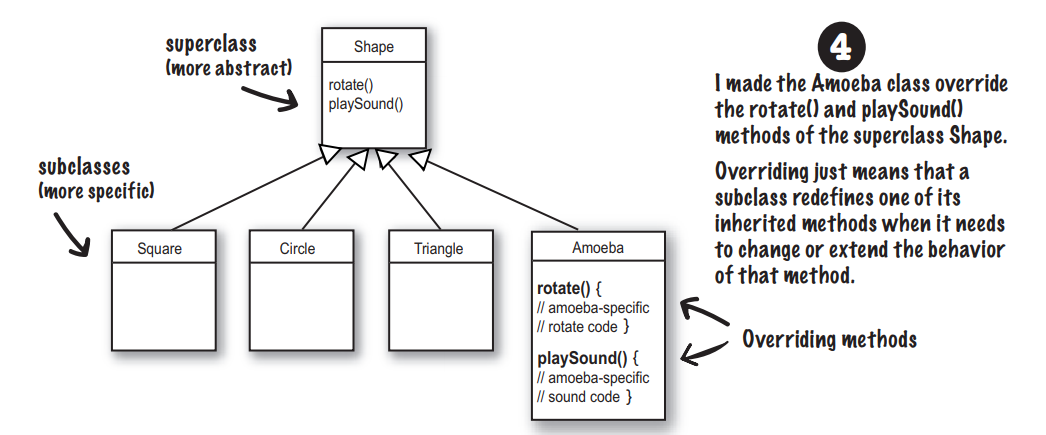 superclass
(more abstract)
Shape
rotate()
playSound()
subclasses
(more specific)
Square
Circle
Triangle
Amoeba
rotate() {
// amoeba-specific
// rotate code }
playSound() {
// amoeba-specific
// sound code }
4
I made the Amoeba class override
the rotate() and playSound()
methods of the superclass Shape.
Overriding just means that a
subclass redefines one of its
inherited methods when it needs
to change or extend the behavior
of that method.
Overriding methods